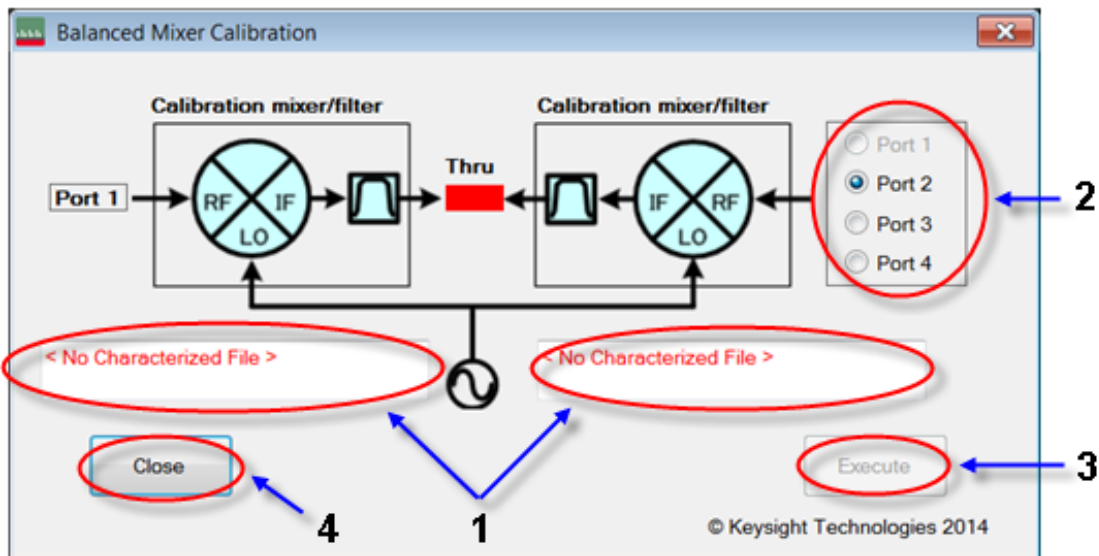 Balanced Mixer Calibration
Calibration mixer/filter
Calibration mixer/filter
Port 1
RF
IF
LO
Thru
IF
RF
LO
Port 1
Port 2
Port 3
Port 4
2
< No Characterized File >
< No Characterized File >
Close
Execute
3
4
1
© Keysight Technologies 2014